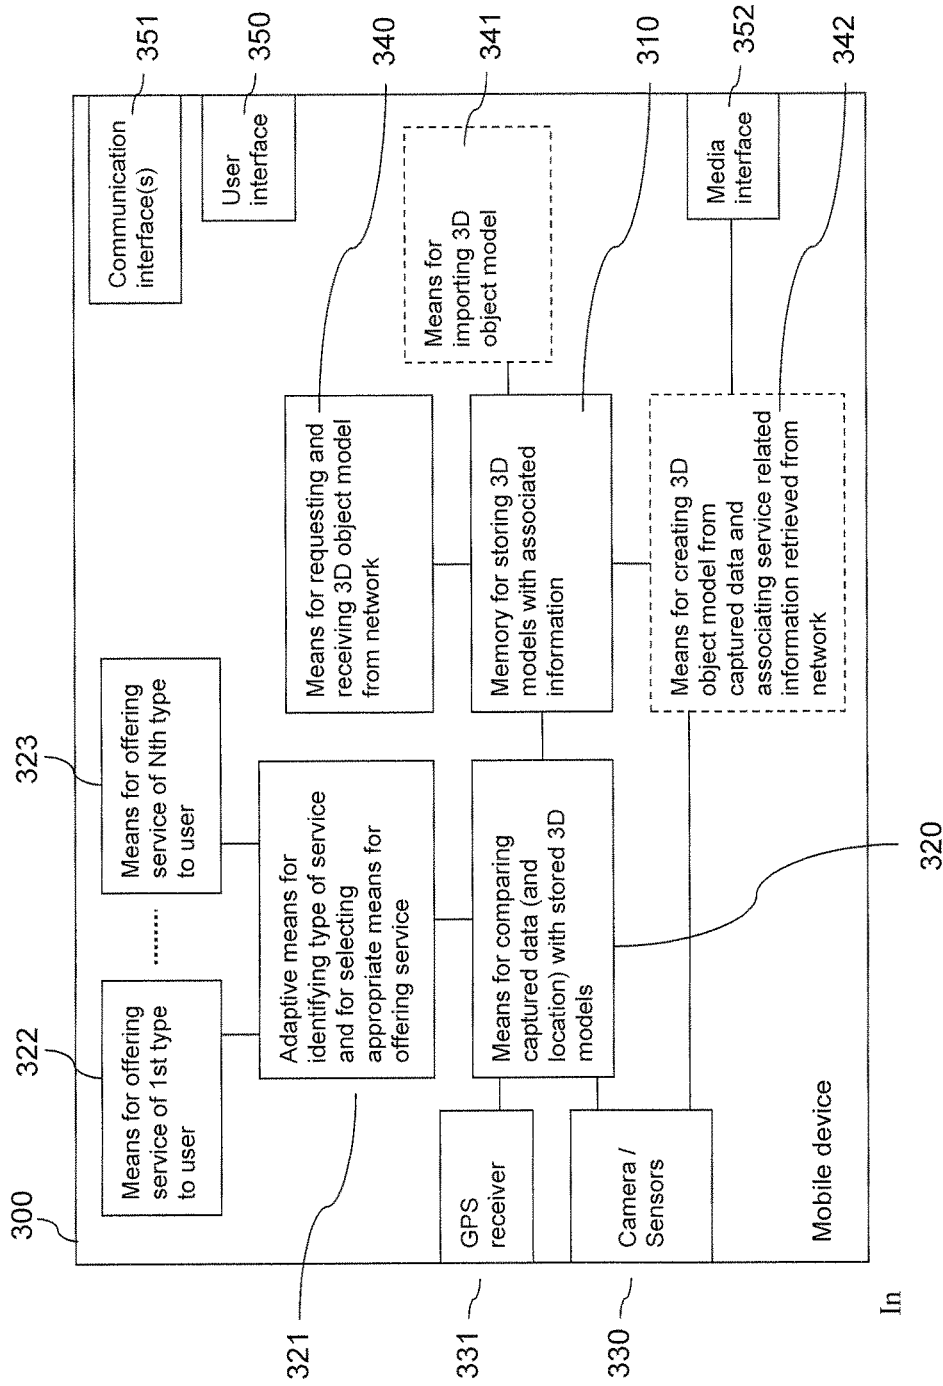 300
322
323
Means for offering
service of 1st type
to user
........
Means for offering
service of Nth type
to user
Communication
interface(s)
351
User
interface
350
321
Adaptive means for
identifying type of service
and for selecting
appropriate means for
offering service
Means for requesting and
receiving 3D object model
from network
340
Means for
importing 3D
object model
341
331
GPS
receiver
Means for comparing
captured data (and
location) with stored 3D
models
Memory for storing 3D
models with associated
information
310
330
Camera /
Sensors
Means for creating 3D
object model from
captured data and
associating service related
information retrieved from
network
Media
interface
352
342
Mobile device
320
In